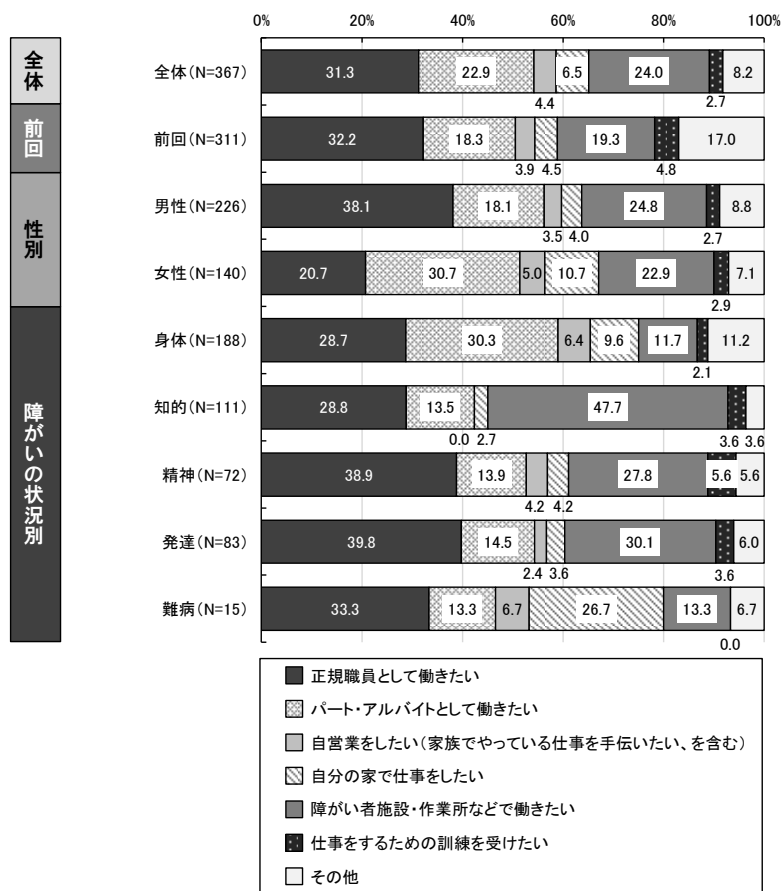 0% 20% 40% 60% 80% 100%
全体
全体(N=367) 31.3 22.9 4.4 6.5 24.0 2.7 8.2
前回
前回(N=311) 32.2 18.3 3.9 4.5 19.3 4.8 17.0
性別
男性(N=226) 38.1 18.1 3.5 4.0 24.8 2.7 8.8
女性(N=140) 20.7 30.7 5.0 10.7 22.9 2.9 7.1
障がいの状況別
身体(N=188) 28.7 30.3 6.4 9.6 11.7 2.1 11.2
知的(N=111) 28.8 13.5 0.0 2.7 47.7 3.6 3.6
精神(N=72) 38.9 13.9 4.2 4.2 27.8 5.6 5.6
発達(N=83) 39.8 14.5 2.4 3.6 30.1 3.6 6.0
難病(N=15) 33.3 13.3 6.7 26.7 13.3 0.0 6.7
正規職員として働きたい
パート・アルバイトとして働きたい
自営業をしたい(家族でやっている仕事を手伝いたい、を含む)
自分の家で仕事をしたい
障がい者施設・作業所などで働きたい
仕事をするための訓練を受けたい
その他